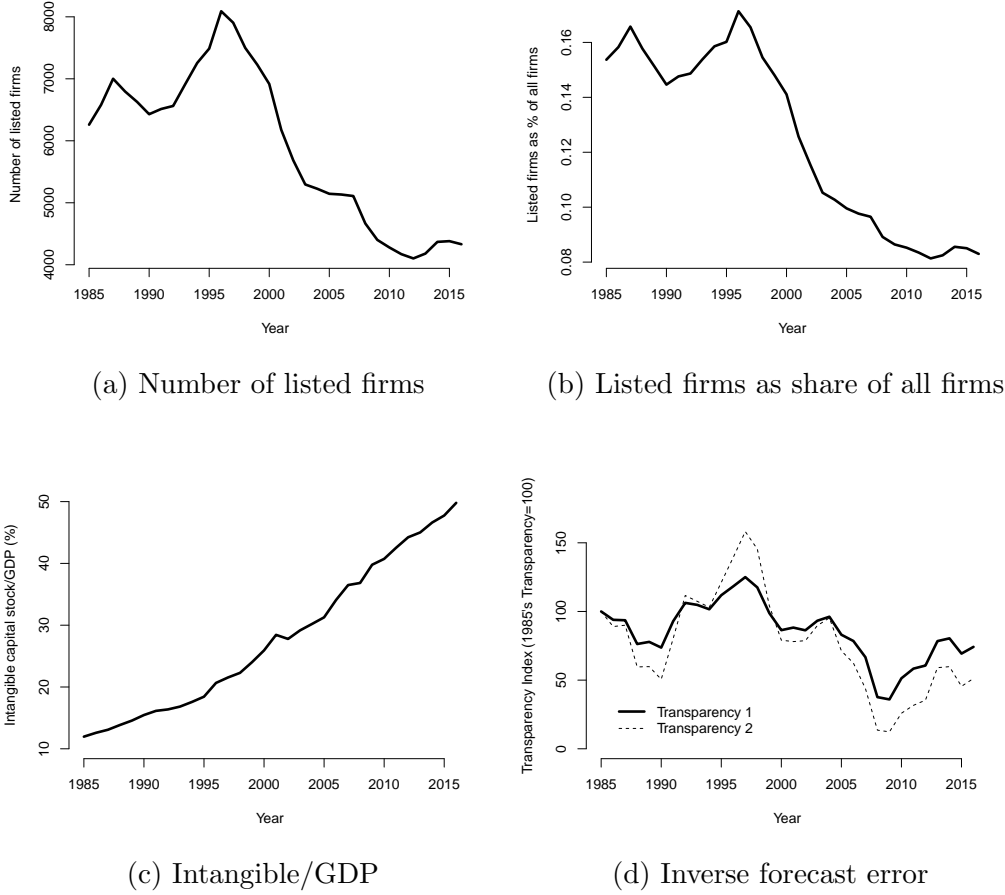 Number of listed firms
8000
7000
6000
5000
4000
1985 1990 1995 2000 2005 2010 2015
Year
(a) Number of listed firms
Listed firms as % of all firms
0.16
0.14
0.12
0.10
0.08
1985 1990 1995 2000 2005 2010 2015
Year
(b) Listed firms as share of all firms
Intangible capital stock/GDP (%)
50
40
30
20
10
1985 1990 1995 2000 2005 2010 2015
Year
(c) Intangible/GDP
Transparency Index (1985's Transparency=100)
150
100
50
0
Transparency 1
Transparency 2
1985 1990 1995 2000 2005 2010 2015
Year
(d) Inverse forecast error